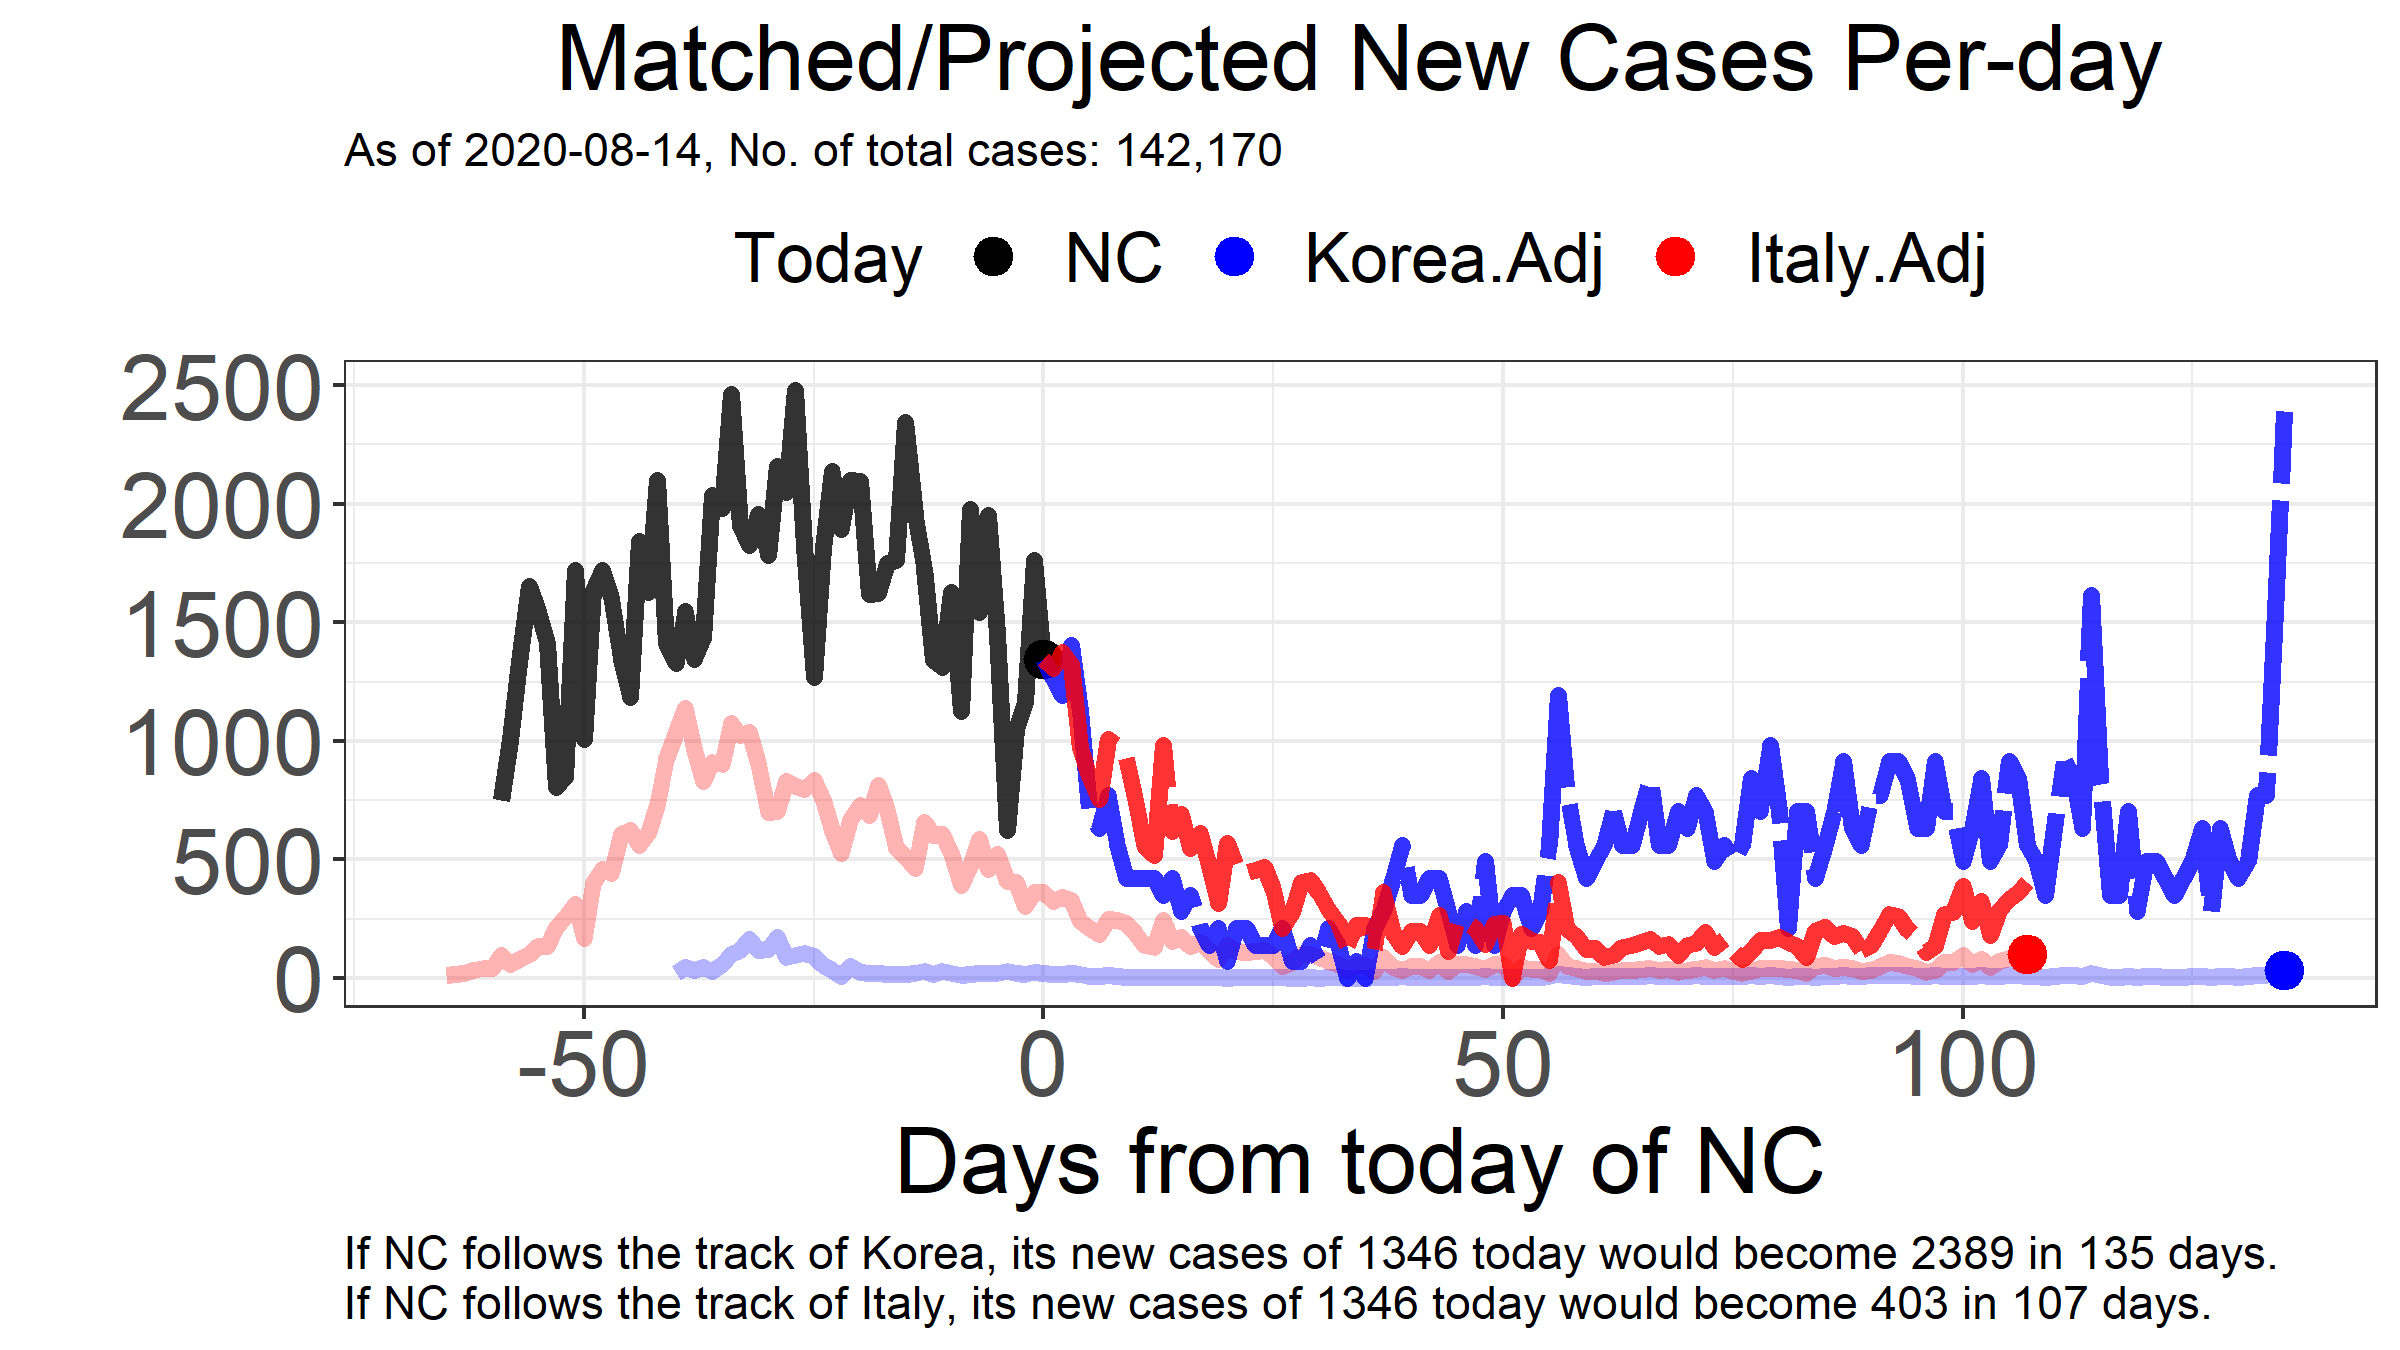 Matched/Projected New Cases Per-day
As of 2020-08-14, No. of total cases: 142,170
Today NC Korea.Adj Italy.Adj
2500
2000
1500
1000
500
0
-50 0 50 100
Days from today of NC
If NC follows the track of Korea, its new cases of 1346 today would become 2389 in 135 days.
If NC follows the track of Italy, its new cases of 1346 today would become 403 in 107 days.